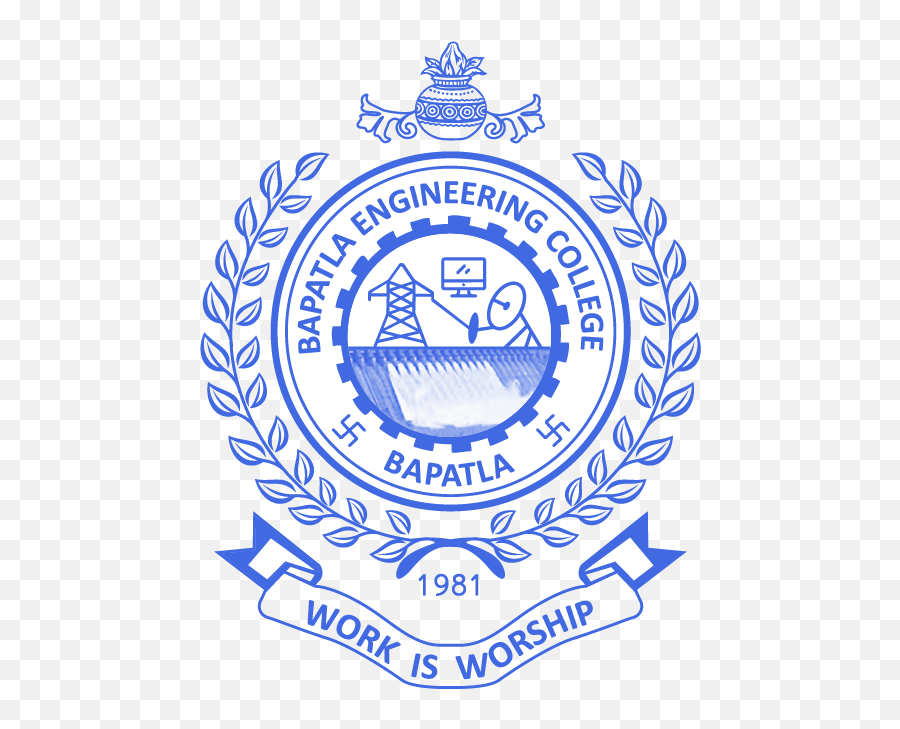 BAPATLA ENGINEERING COLLEGE
BAPATLA
1981
WORK IS WORSHIP